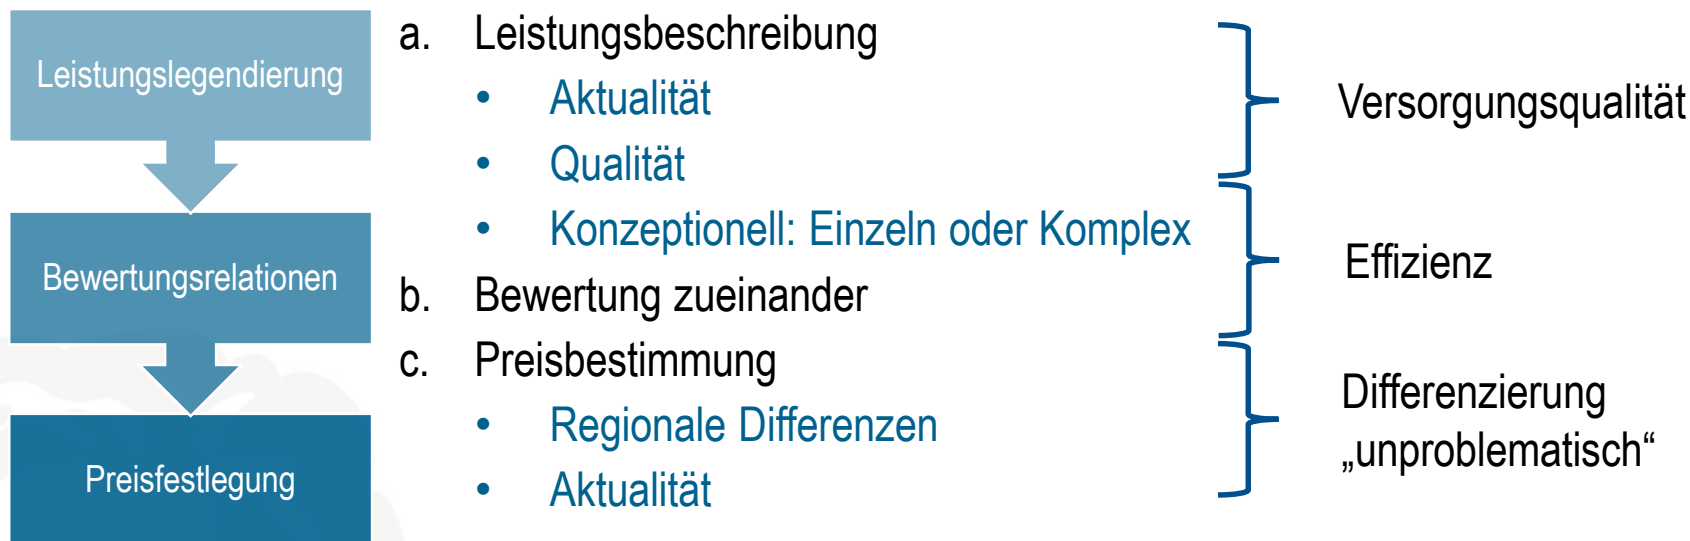 Leistungslegendierung
Bewertungsrelationen
Preisfestlegung
a. Leistungsbeschreibung
• Aktualität
• Qualität
• Konzeptionell: Einzeln oder Komplex
b. Bewertung zueinander
c. Preisbestimmung
• Regionale Differenzen
• Aktualität
Versorgungsqualität
Effizienz
Differenzierung
„unproblematisch“